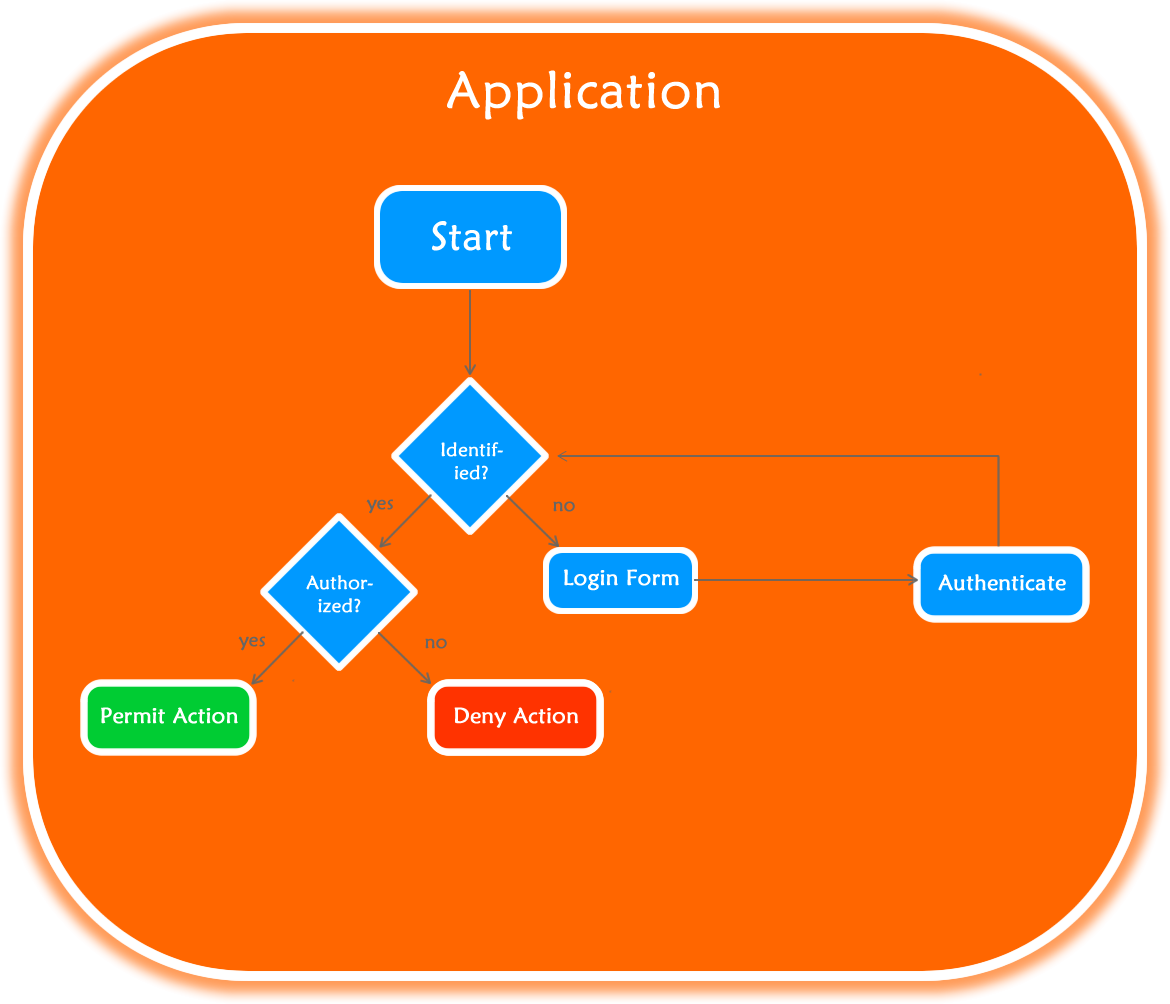 Application
Start
Identif-
ied?
yes
no
Author-
ized?
Login Form
Authenticate
yes
no
Permit Action
Deny Action